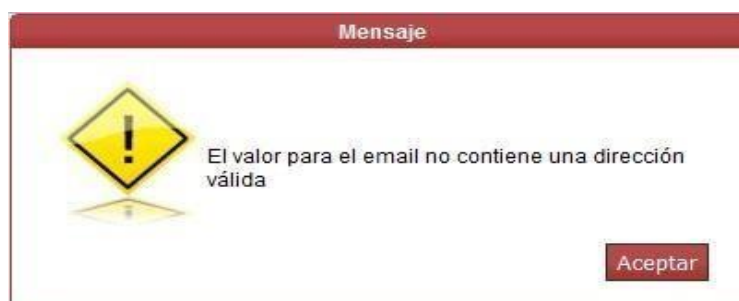 Mensaje
El valor para el email no contiene una dirección
válida
Aceptar